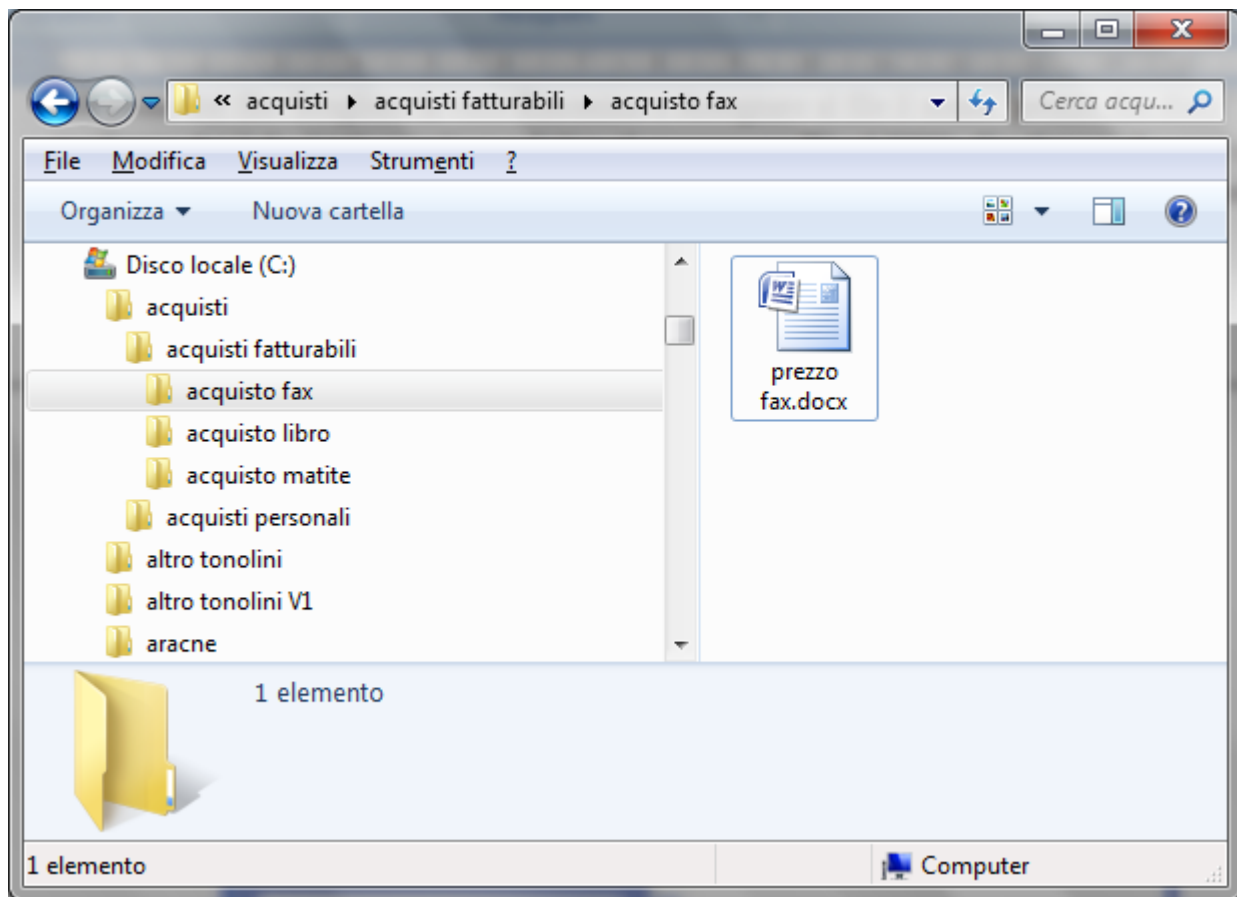 « acquisti ▸ acquisti fatturabili ▸ acquisto fax
Cerca acqu...
File Modifica Visualizza Strumenti ?
Organizza Nuova cartella
Disco locale (C:)
acquisti
acquisti fatturabili
acquisto fax
acquisto libro
acquisto matite
acquisti personali
altro tonolini
altro tonolini V1
aracne
prezzo
fax.docx
1 elemento
1 elemento
Computer